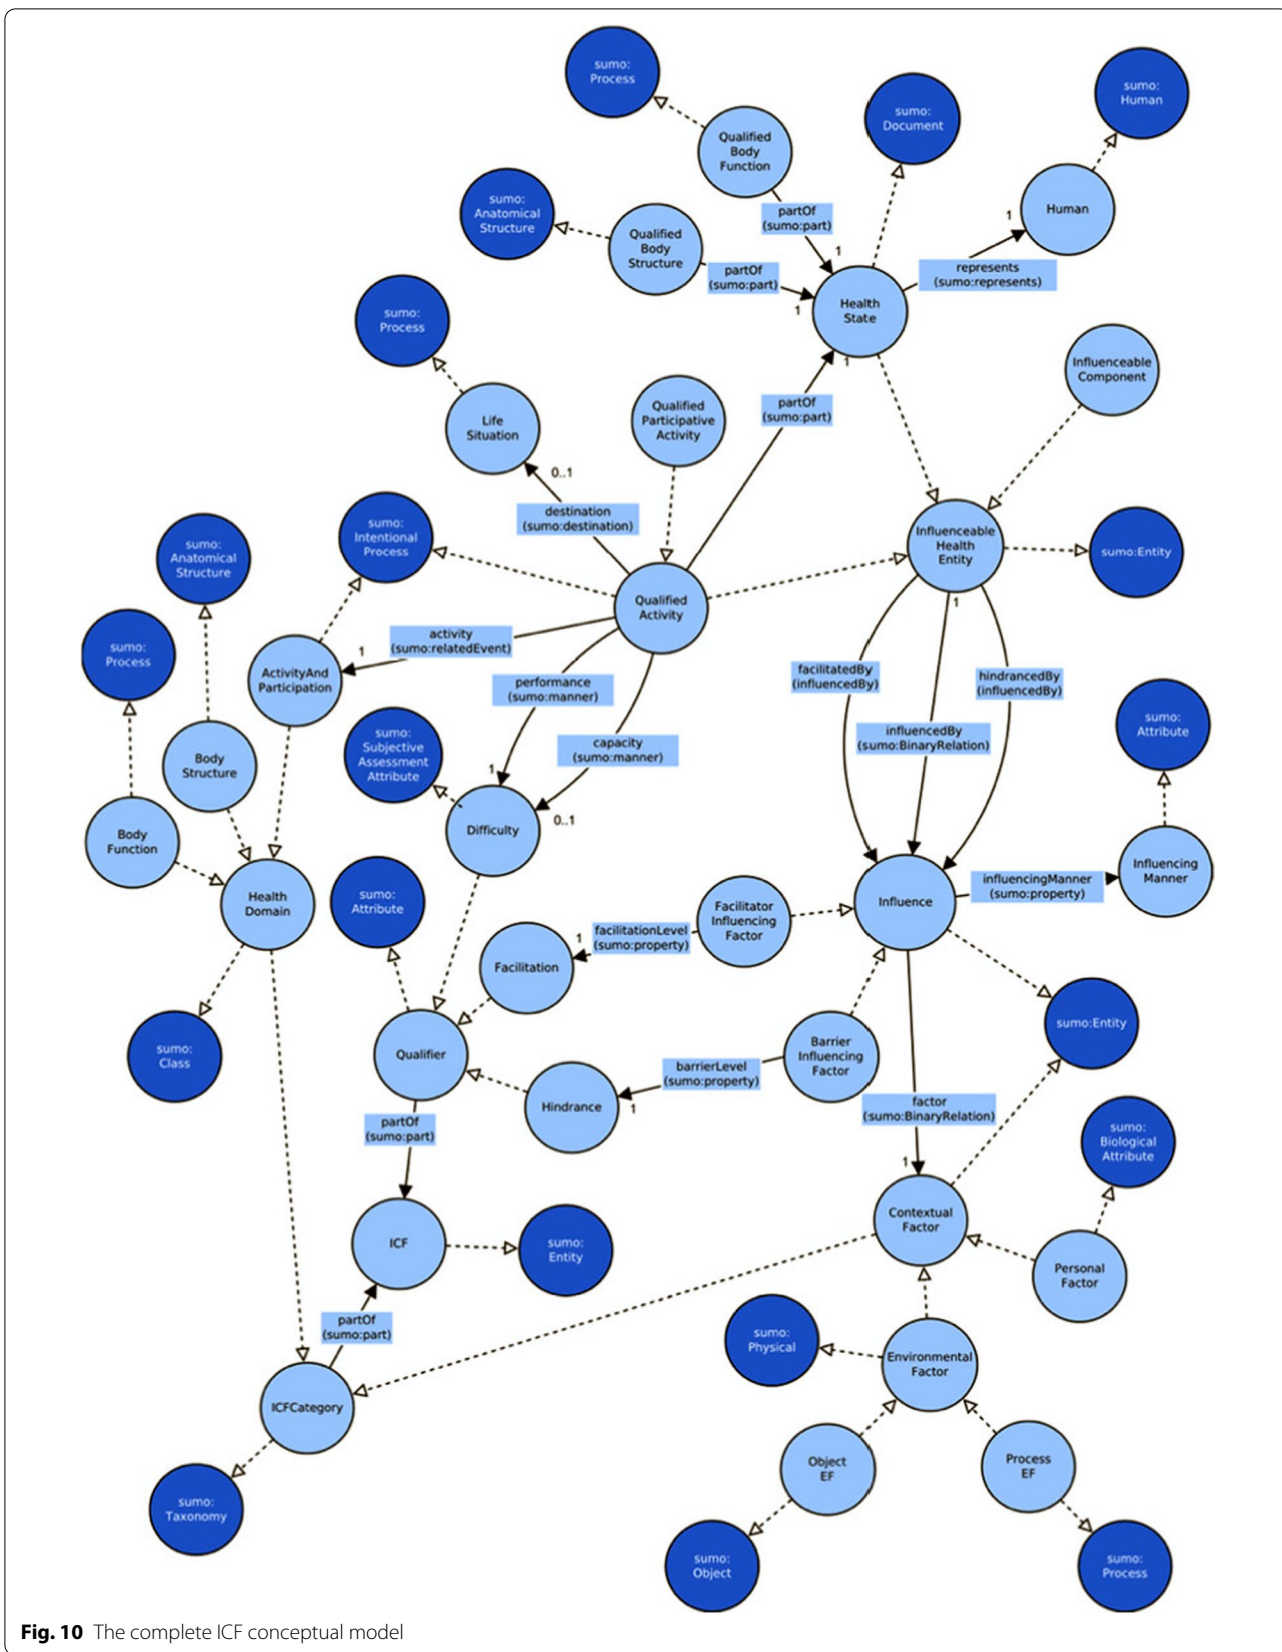 sumo:
Process
sumo:
Human
sumo:
Document
Qualified
Body
Function
sumo:
Anatomical
Structure
Human
partOf
(sumo:part)
1
Qualified
Body
Structure
1
partOf
(sumo:part)
represents
(sumo:represents)
1
Health
State
sumo:
Process
1
Influenceable
Component
Qualified
Participative
Activity
partOf
(sumo:part)
Life
Situation
0..1
destination
(sumo:destination)
sumo:
Intentional
Process
Influenceable
Health
Entity
sumo:Entity
sumo:
Anatomical
Structure
Qualified
Activity
1
activity
(sumo:relatedEvent)
1
sumo:
Process
ActivityAnd
Participation
performance
(sumo:manner)
facilitatedBy
(influencedBy)
hindrancedBy
(influencedBy)
sumo:
Attribute
influencedBy
(sumo:BinaryRelation)
capacity
(sumo:manner)
sumo:
Subjective
Assessment
Attribute
Body
Structure
1
Difficulty
0..1
Body
Function
Influencing
Manner
influencingManner
(sumo:property)
Influence
Health
Domain
sumo:
Attribute
Facilitator
Influencing
Factor
facilitationLevel
(sumo:property)
1
Facilitation
sumo:Entity
sumo:
Class
Qualifier
Barrier
Influencing
Factor
barrierLevel
(sumo:property)
1
Hindrance
factor
(sumo:BinaryRelation)
partOf
(sumo:part)
sumo:
Biological
Attribute
1
Contextual
Factor
ICF
sumo:
Entity
Personal
Factor
partOf
(sumo:part)
sumo:
Physical
Environmental
Factor
ICFCategory
Object
EF
Process
EF
sumo:
Taxonomy
sumo:
Object
sumo:
Process
Fig. 10 The complete ICF conceptual model